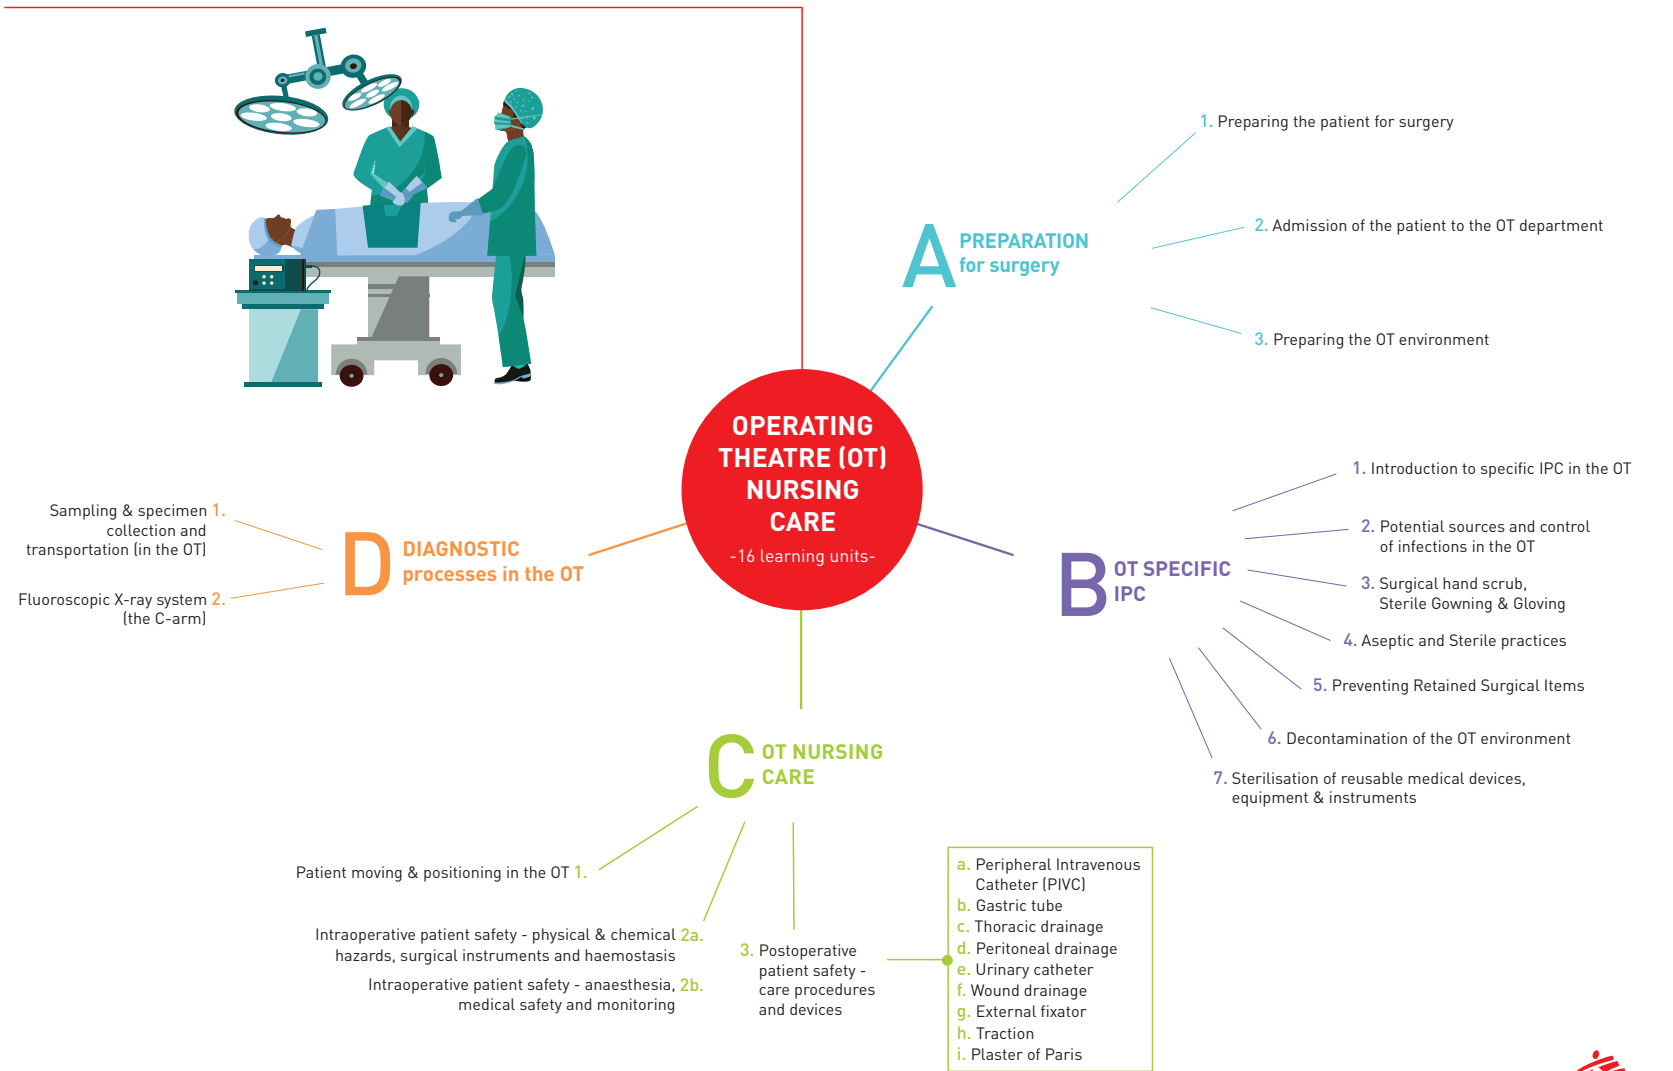 OPERATING
THEATRE (OT)
NURSING
CARE
-16 learning units-
A PREPARATION
for surgery
1. Preparing the patient for surgery
2. Admission of the patient to the OT department
3. Preparing the OT environment
B OT SPECIFIC
IPC
1. Introduction to specific IPC in the OT
2. Potential sources and control
of infections in the OT
3. Surgical hand scrub,
Sterile Gowning & Gloving
4. Aseptic and Sterile practices
5. Preventing Retained Surgical Items
6. Decontamination of the OT environment
7. Sterilisation of reusable medical devices,
equipment & instruments
C OT NURSING
CARE
Patient moving & positioning in the OT 1.
Intraoperative patient safety - physical & chemical 2a.
hazards, surgical instruments and haemostasis
Intraoperative patient safety - anaesthesia, 2b.
medical safety and monitoring
3. Postoperative
patient safety -
care procedures
and devices
a. Peripheral Intravenous
Catheter (PIVC)
b. Gastric tube
c. Thoracic drainage
d. Peritoneal drainage
e. Urinary catheter
f. Wound drainage
g. External fixator
h. Traction
i. Plaster of Paris
D DIAGNOSTIC
processes in the OT
Sampling & specimen 1.
collection and
transportation (in the OT)
Fluoroscopic X-ray system 2.
(the C-arm)